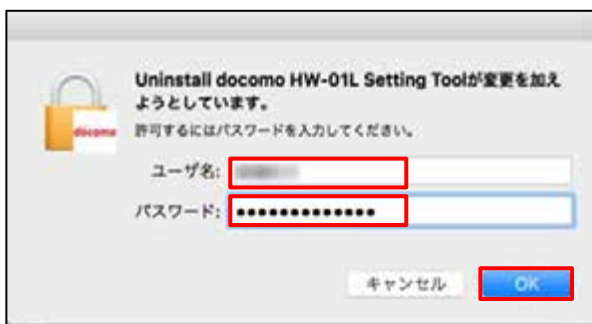 Uninstall docomo HW-01L Setting Toolが変更を加え
ようとしています。
許可するにはパスワードを入力してください。
docomo
ユーザ名:
パスワード: •••••••••••••
キャンセル
OK